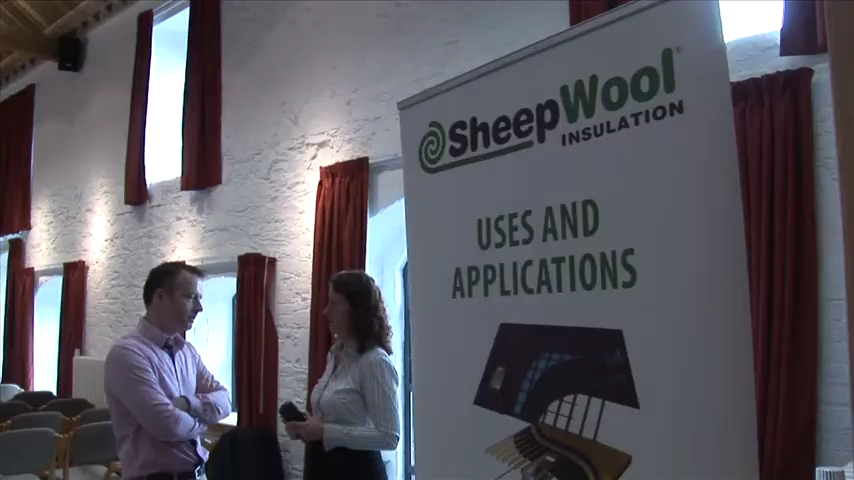 SheepWool®
INSULATION
USES AND
APPLICATIONS